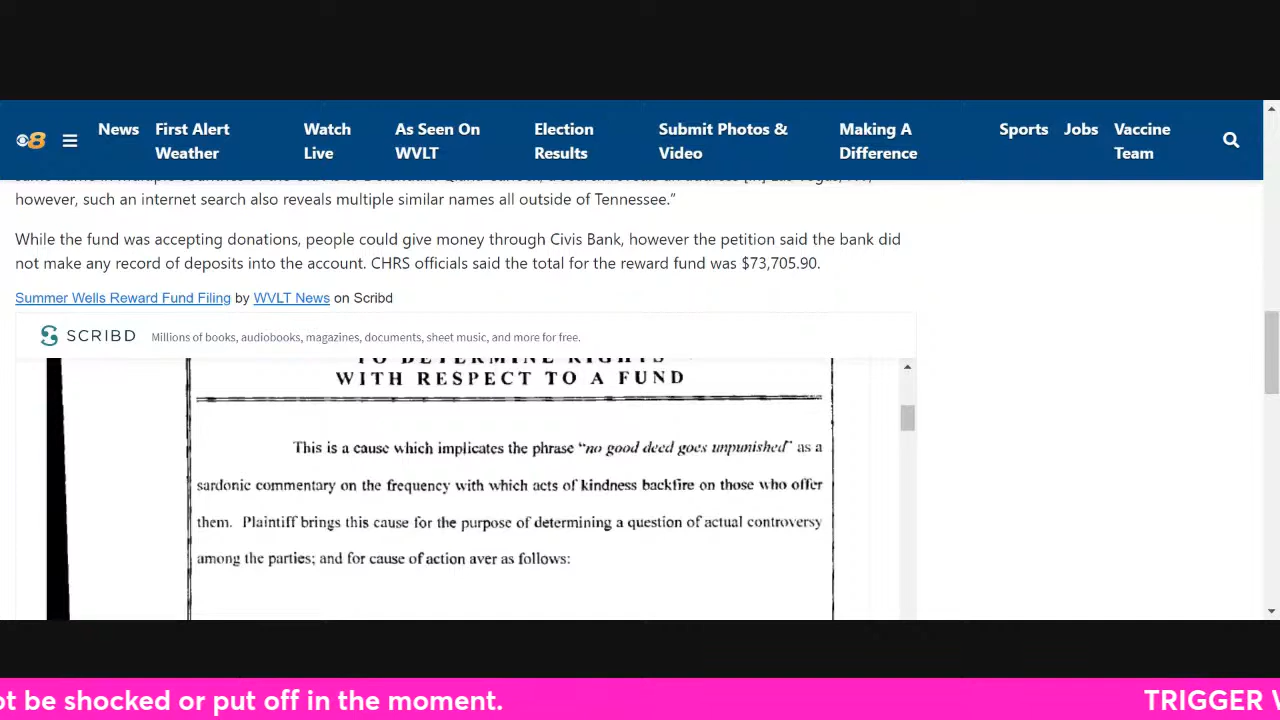 8
News
First Alert
Weather
Watch
Live
As Seen On
WVLT
Election
Results
Submit Photos &
Video
Making A
Difference
Sports
Jobs
Vaccine
Team
however, such an internet search also reveals multiple similar names all outside of Tennessee.”
While the fund was accepting donations, people could give money through Civis Bank, however the petition said the bank did
not make any record of deposits into the account. CHRS officials said the total for the reward fund was $73,705.90.
Summer Wells Reward Fund Filing by WVLT News on Scribd
SCRIBD Millions of books, audiobooks, magazines, documents, sheet music, and more for free.
TO DETERMINE RIGHTS
WITH RESPECT TO A FUND
This is a cause which implicates the phrase “no good deed goes unpunished” as a
sardonic commentary on the frequency with which acts of kindness backfire on those who offer
them. Plaintiff brings this cause for the purpose of determining a question of actual controversy
among the parties; and for cause of action aver as follows:
ot be shocked or put off in the moment. TRIGGER W